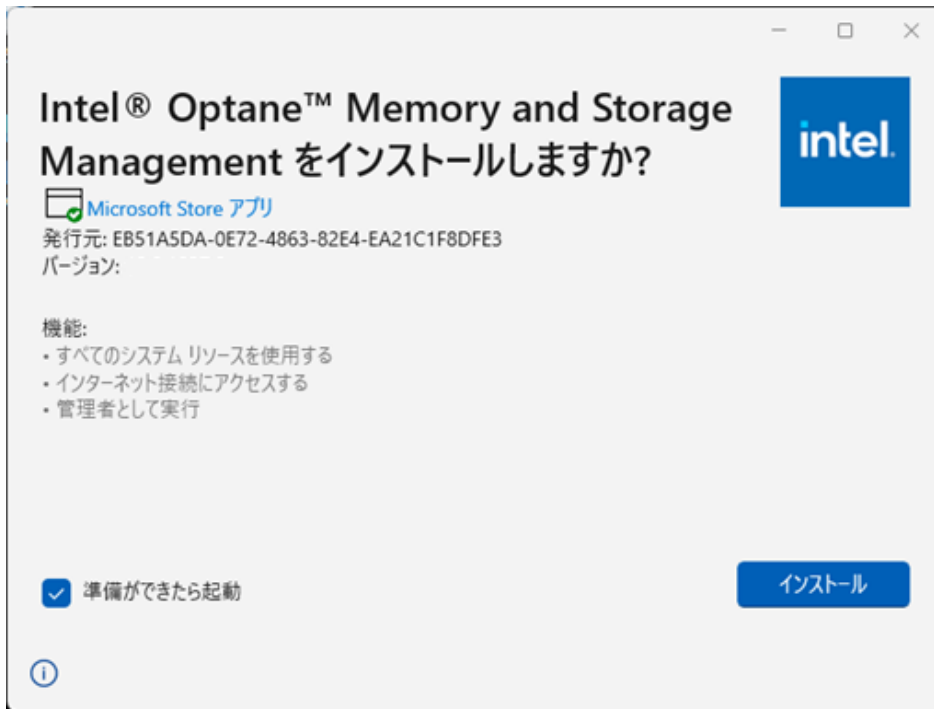 Intel® Optane™ Memory and Storage
Management をインストールしますか?
intel.
Microsoft Store アプリ
発行元: EB51A5DA-0E72-4863-82E4-EA21C1F8DFE3
バージョン:
機能:
• すべてのシステム リソースを使用する
• インターネット接続にアクセスする
• 管理者として実行
準備ができたら起動
インストール